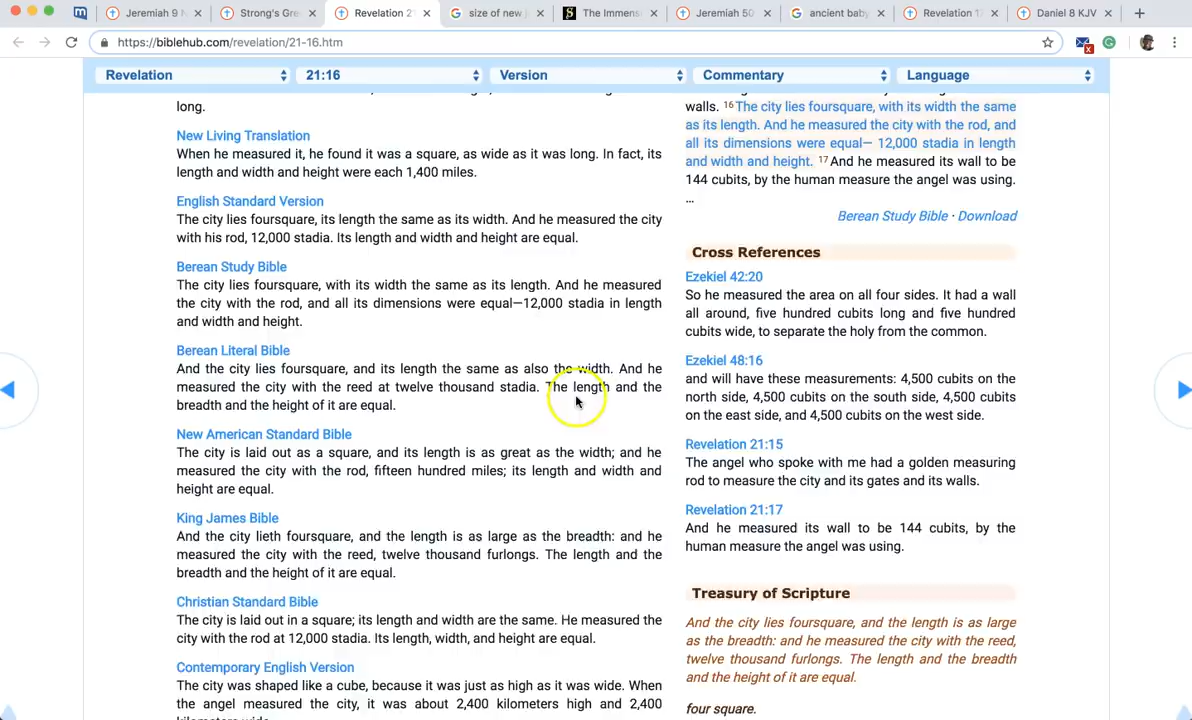 Jeremiah 9 N
Strong's Gre
Revelation 2
size of new j
The Immens
Jeremiah 50
ancient baby
Revelation 1
Daniel 8 KJV
https://biblehub.com/revelation/21-16.htm
Revelation
21:16
Version
Commentary
Language
long.
New Living Translation
When he measured it, he found it was a square, as wide as it was long. In fact, its
length and width and height were each 1,400 miles.
English Standard Version
The city lies foursquare, its length the same as its width. And he measured the city
with his rod, 12,000 stadia. Its length and width and height are equal.
Berean Study Bible
The city lies foursquare, with its width the same as its length. And he measured
the city with the rod, and all its dimensions were equal—12,000 stadia in length
and width and height.
Berean Literal Bible
And the city lies foursquare, and its length the same as also the width. And he
measured the city with the reed at twelve thousand stadia. The length and the
breadth and the height of it are equal.
New American Standard Bible
The city is laid out as a square, and its length is as great as the width; and he
measured the city with the rod, fifteen hundred miles; its length and width and
height are equal.
King James Bible
And the city lieth foursquare, and the length is as large as the breadth: and he
measured the city with the reed, twelve thousand furlongs. The length and the
breadth and the height of it are equal.
Christian Standard Bible
The city is laid out in a square; its length and width are the same. He measured the
city with the rod at 12,000 stadia. Its length, width, and height are equal.
Contemporary English Version
The city was shaped like a cube, because it was just as high as it was wide. When
the angel measured the city, it was about 2,400 kilometers high and 2,400
kilometers wide.
walls. 16 The city lies foursquare, with its width the same
as its length. And he measured the city with the rod, and
all its dimensions were equal— 12,000 stadia in length
and width and height. 17 And he measured its wall to be
144 cubits, by the human measure the angel was using.
…
Berean Study Bible · Download
Cross References
Ezekiel 42:20
So he measured the area on all four sides. It had a wall
all around, five hundred cubits long and five hundred
cubits wide, to separate the holy from the common.
Ezekiel 48:16
and will have these measurements: 4,500 cubits on the
north side, 4,500 cubits on the south side, 4,500 cubits
on the east side, and 4,500 cubits on the west side.
Revelation 21:15
The angel who spoke with me had a golden measuring
rod to measure the city and its gates and its walls.
Revelation 21:17
And he measured its wall to be 144 cubits, by the
human measure the angel was using.
Treasury of Scripture
And the city lies foursquare, and the length is as large
as the breadth: and he measured the city with the reed,
twelve thousand furlongs. The length and the breadth
and the height of it are equal.
four square.